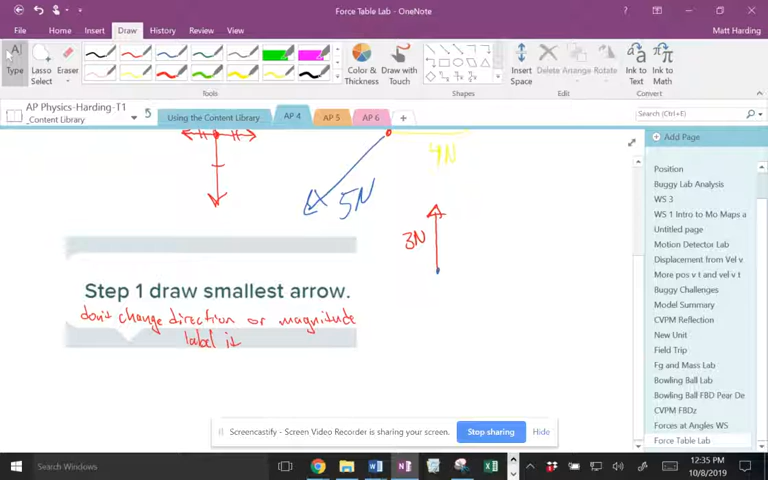 Force Table Lab - OneNote
Matt Harding
File
Home
Insert
Draw
History
Review
View
Type
Lasso
Select
Eraser
Color &
Thickness
Draw with
Touch
Insert
Space
Delete
Arrange
Rotate
Ink to
Text
Ink to
Math
Tools
Shapes
Edit
Convert
AP Physics-Harding-T1
_Content Library
Using the Content Library
AP 4
AP 5
AP 6
Search (Ctrl+E)
Add Page
Position
Buggy Lab Analysis
WS 3
WS 1 Intro to Mo Maps a
Untitled page
Motion Detector Lab
Displacement from Vel v
More pos v t and vel v t
Buggy Challenges
Model Summary
CVPM Reflection
New Unit
Field Trip
Fg and Mass Lab
Bowling Ball Lab
Bowling Ball FBD Pear De
CVPM FBDz
Forces at Angles WS
Force Table Lab
4N
5N
3N
Step 1 draw smallest arrow.
don't change direction or magnitude
label it
Screencastify - Screen Video Recorder is sharing your screen.
Stop sharing
Hide
Search Windows
12:35 PM
10/8/2019